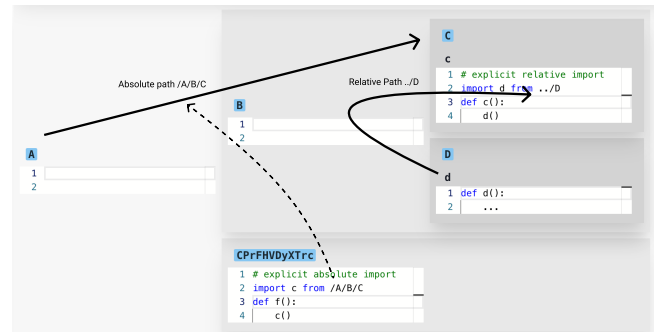 C
c
1 # explicit relative import
2 import d from ../D
3 def c():
4 d()
Absolute path /A/B/C
Relative Path ../D
B
1
2
A
1
2
D
d
1 def d():
2 ...
CPrFHVDyXTrc
1 # explicit absolute import
2 import c from /A/B/C
3 def f():
4 c()